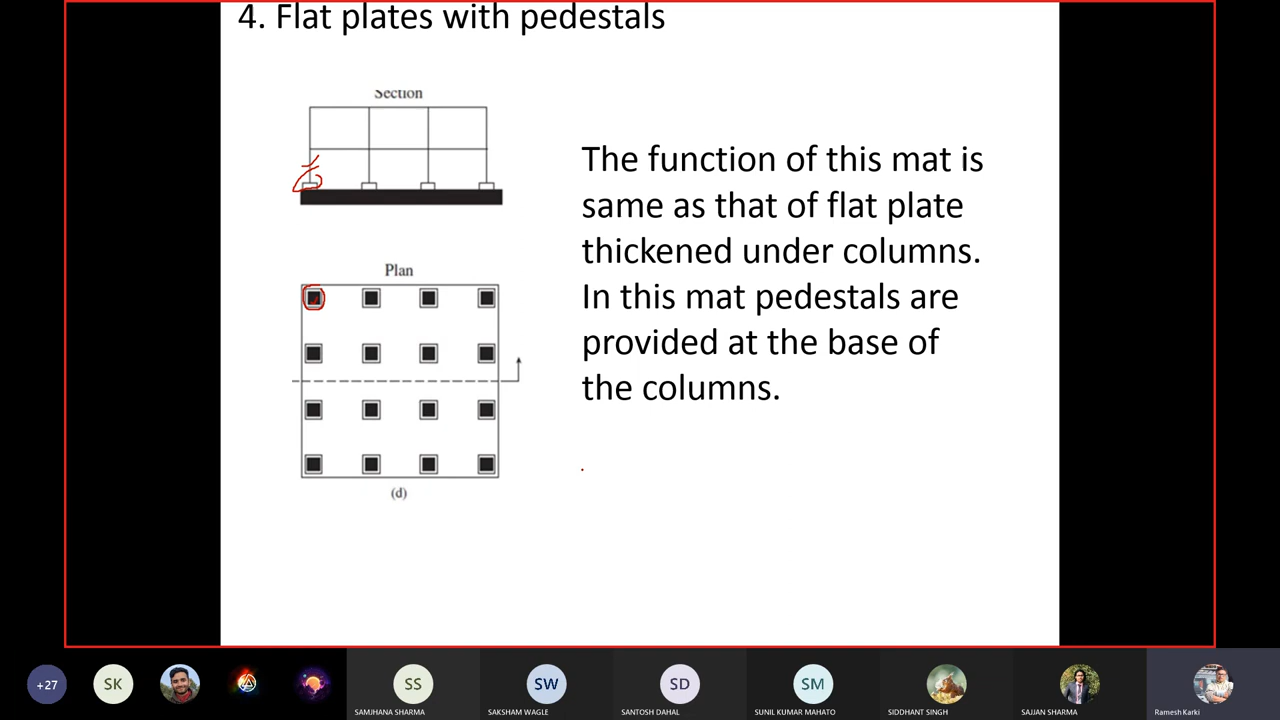 4. Flat plates with pedestals
Section
The function of this mat is
same as that of flat plate
thickened under columns.
In this mat pedestals are
provided at the base of
the columns.
Plan
(d)
+27
SK
SS
SW
SD
SM
SAMJHANA SHARMA
SAKSHAM WAGLE
SANTOSH DAHAL
SUNIL KUMAR MAHATO
SIDDHANT SINGH
SAJJAN SHARMA
Ramesh Karki